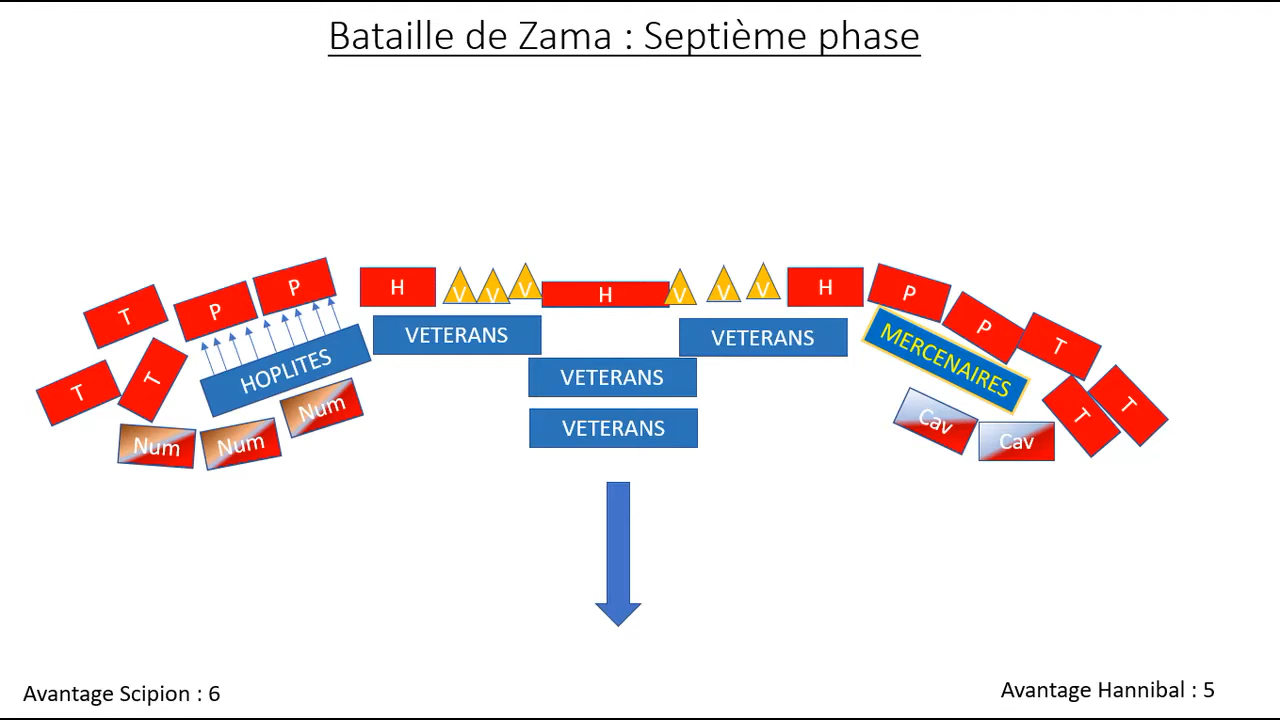 Bataille de Zama : Septième phase
T
P
P
H
V
V
V
H
V
V
V
H
P
P
T
T
T
VETERANS
VETERANS
VETERANS
VETERANS
HOPLITES
MERCENAIRES
T
T
Num
Num
Num
Cav
Cav
Avantage Scipion : 6
Avantage Hannibal : 5